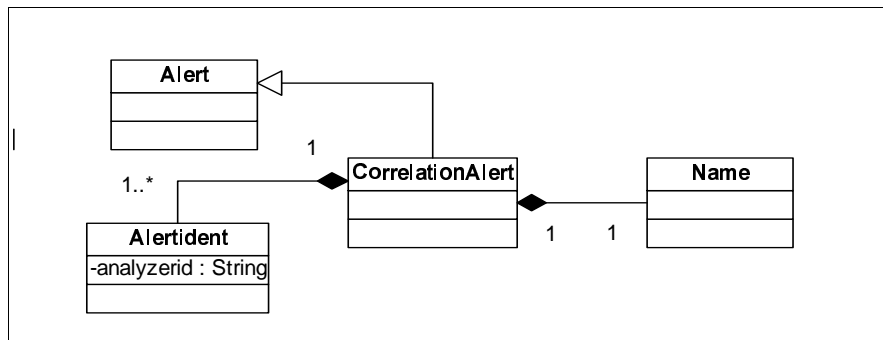 Alert
1
1..*
CorrelationAlert
Name
1
1
Alertident
-analyzerid : String